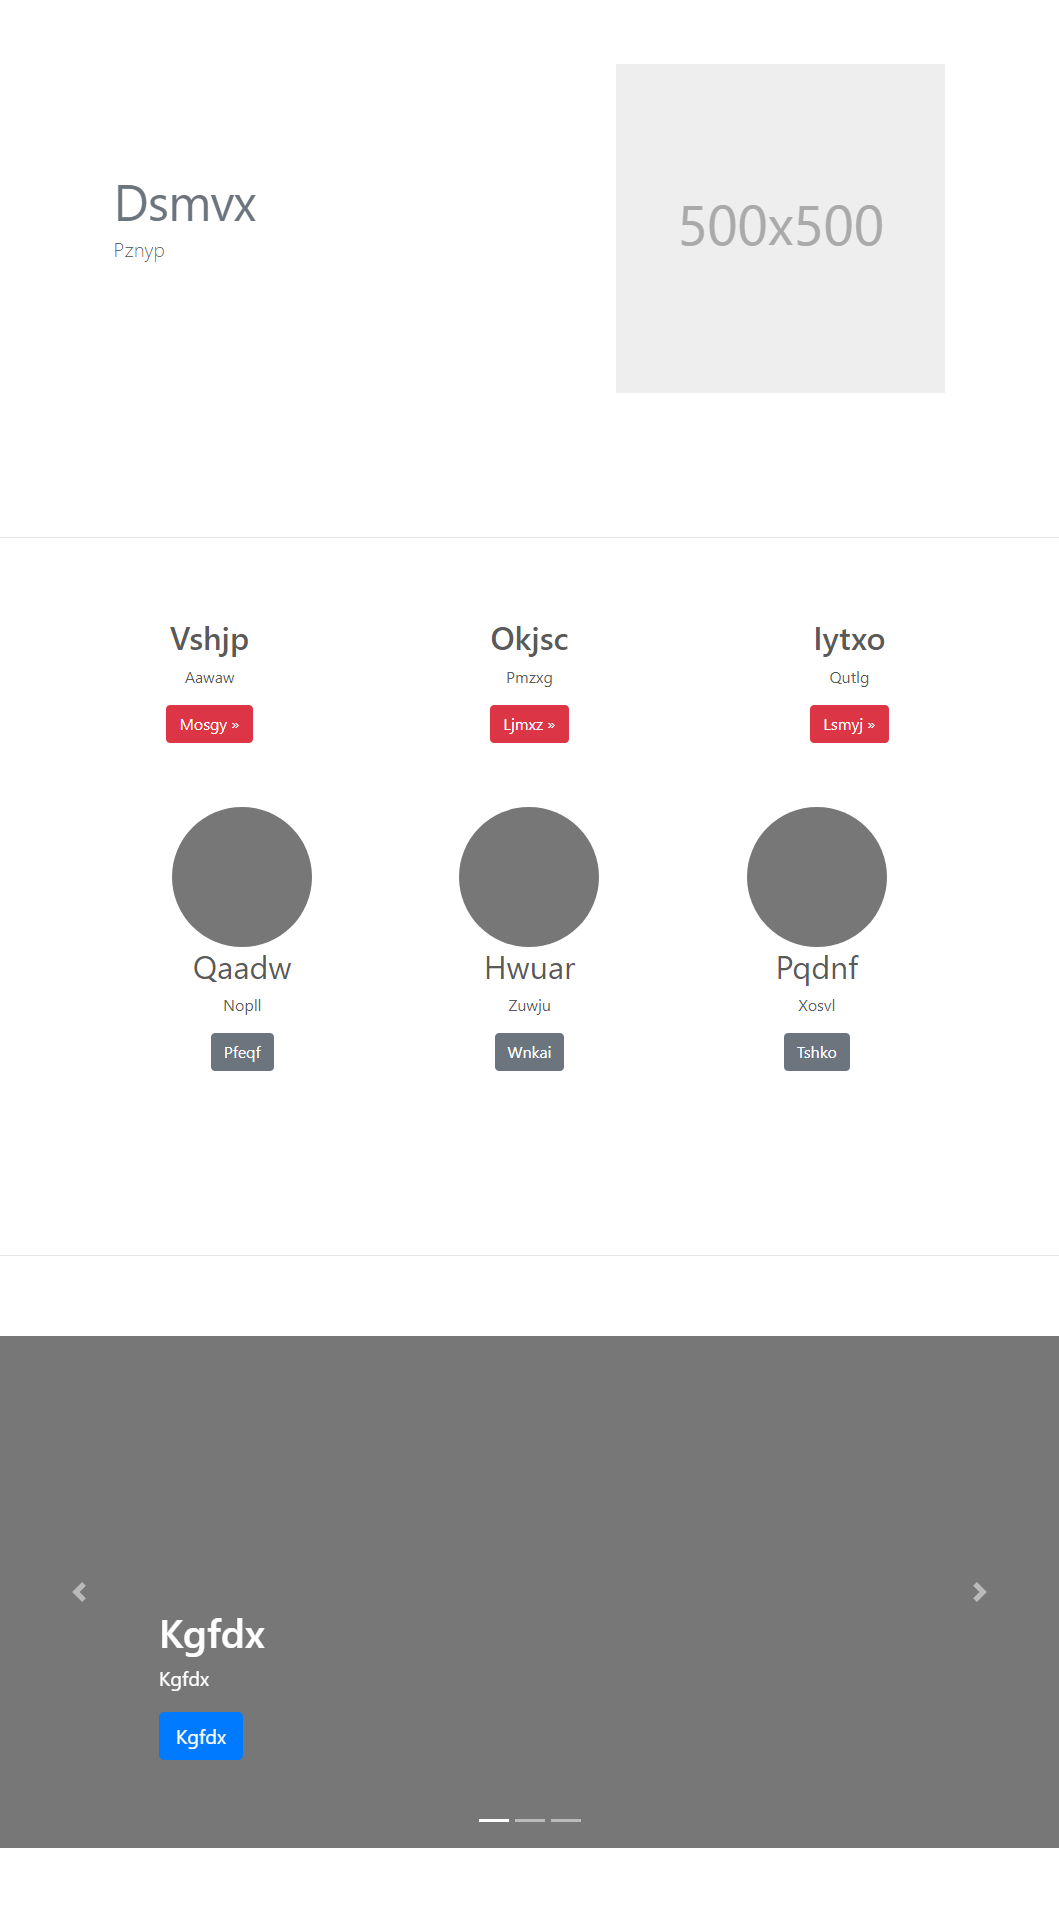 Dsmvx
Pznyp
500x500
Vshjp
Aawaw
Mosgy »
Okjsc
Pmzxg
Ljmxz »
Iytxo
Qutlg
Lsmyj »
Qaadw
Nopll
Pfeqf
Hwuar
Zuwju
Wnkai
Pqdnf
Xosvl
Tshko
Kgfdx
Kgfdx
Kgfdx